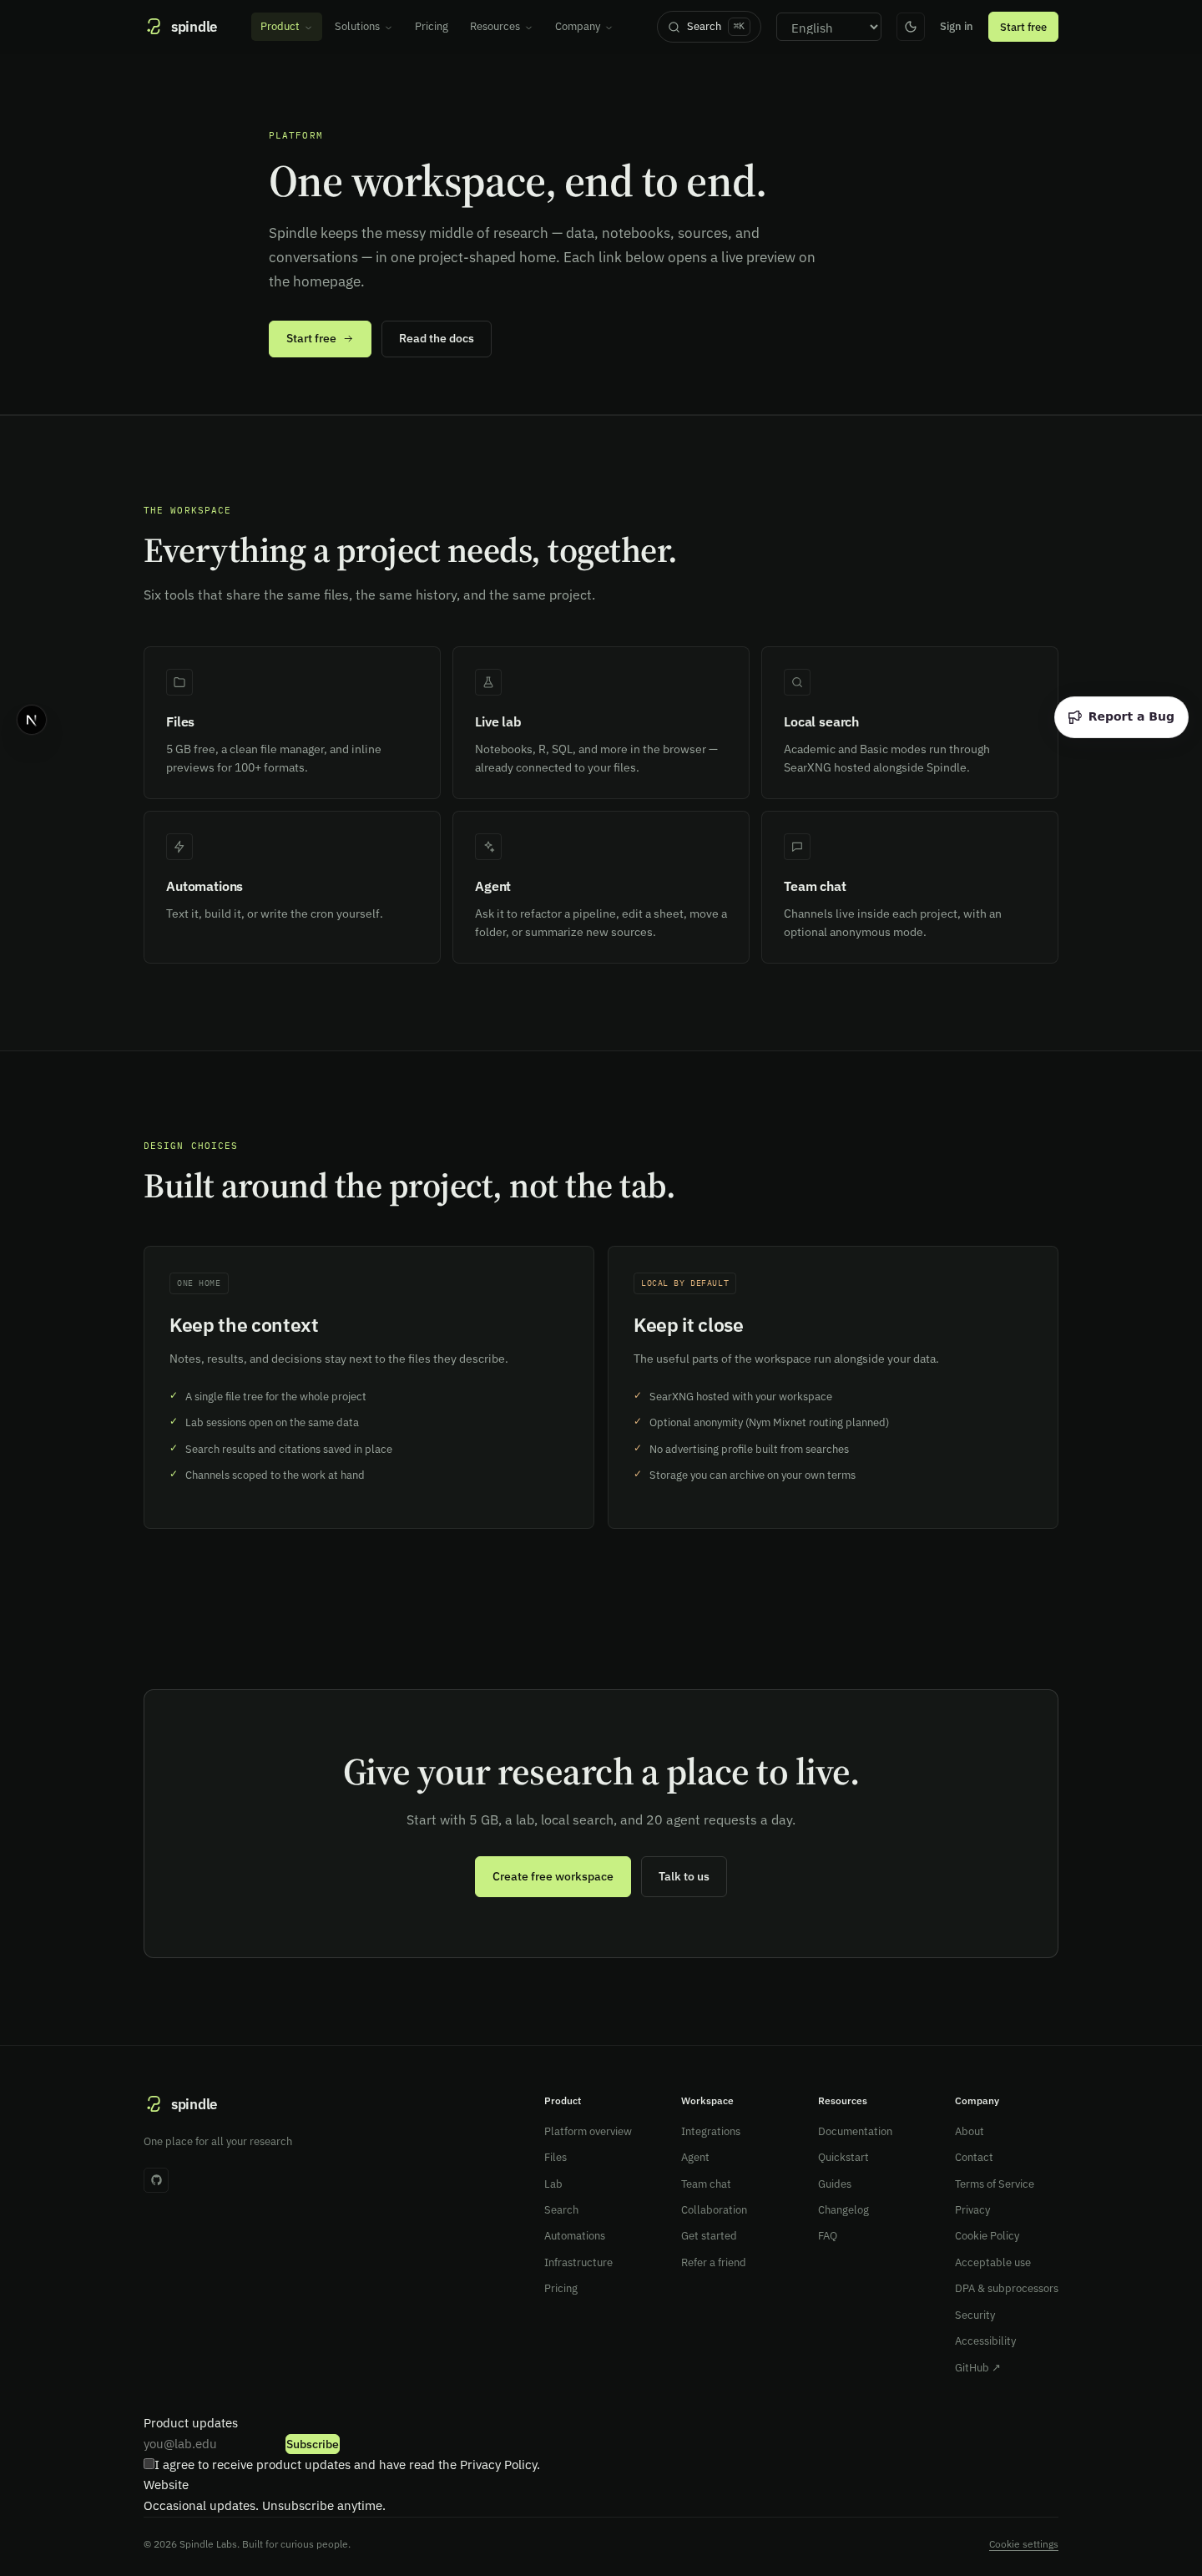 spindle
Product
Solutions
Pricing
Resources
Company
Search ⌘K
English
Sign in
Start free
PLATFORM
One workspace, end to end.
Spindle keeps the messy middle of research — data, notebooks, sources, and
conversations — in one project-shaped home. Each link below opens a live preview on
the homepage.
Start free →
Read the docs
THE WORKSPACE
Everything a project needs, together.
Six tools that share the same files, the same history, and the same project.
Files
5 GB free, a clean file manager, and inline
previews for 100+ formats.
Live lab
Notebooks, R, SQL, and more in the browser —
already connected to your files.
Local search
Academic and Basic modes run through
SearXNG hosted alongside Spindle.
N
Report a Bug
Automations
Text it, build it, or write the cron yourself.
Agent
Ask it to refactor a pipeline, edit a sheet, move a
folder, or summarize new sources.
Team chat
Channels live inside each project, with an
optional anonymous mode.
DESIGN CHOICES
Built around the project, not the tab.
ONE HOME
Keep the context
Notes, results, and decisions stay next to the files they describe.
✓ A single file tree for the whole project
✓ Lab sessions open on the same data
✓ Search results and citations saved in place
✓ Channels scoped to the work at hand
LOCAL BY DEFAULT
Keep it close
The useful parts of the workspace run alongside your data.
✓ SearXNG hosted with your workspace
✓ Optional anonymity (Nym Mixnet routing planned)
✓ No advertising profile built from searches
✓ Storage you can archive on your own terms
Give your research a place to live.
Start with 5 GB, a lab, local search, and 20 agent requests a day.
Create free workspace
Talk to us
spindle
One place for all your research
Product
Platform overview
Files
Lab
Search
Automations
Infrastructure
Pricing
Workspace
Integrations
Agent
Team chat
Collaboration
Get started
Refer a friend
Resources
Documentation
Quickstart
Guides
Changelog
FAQ
Company
About
Contact
Terms of Service
Privacy
Cookie Policy
Acceptable use
DPA & subprocessors
Security
Accessibility
GitHub ↗
Product updates
you@lab.edu
Subscribe
I agree to receive product updates and have read the Privacy Policy.
Website
Occasional updates. Unsubscribe anytime.
© 2026 Spindle Labs. Built for curious people.
Cookie settings